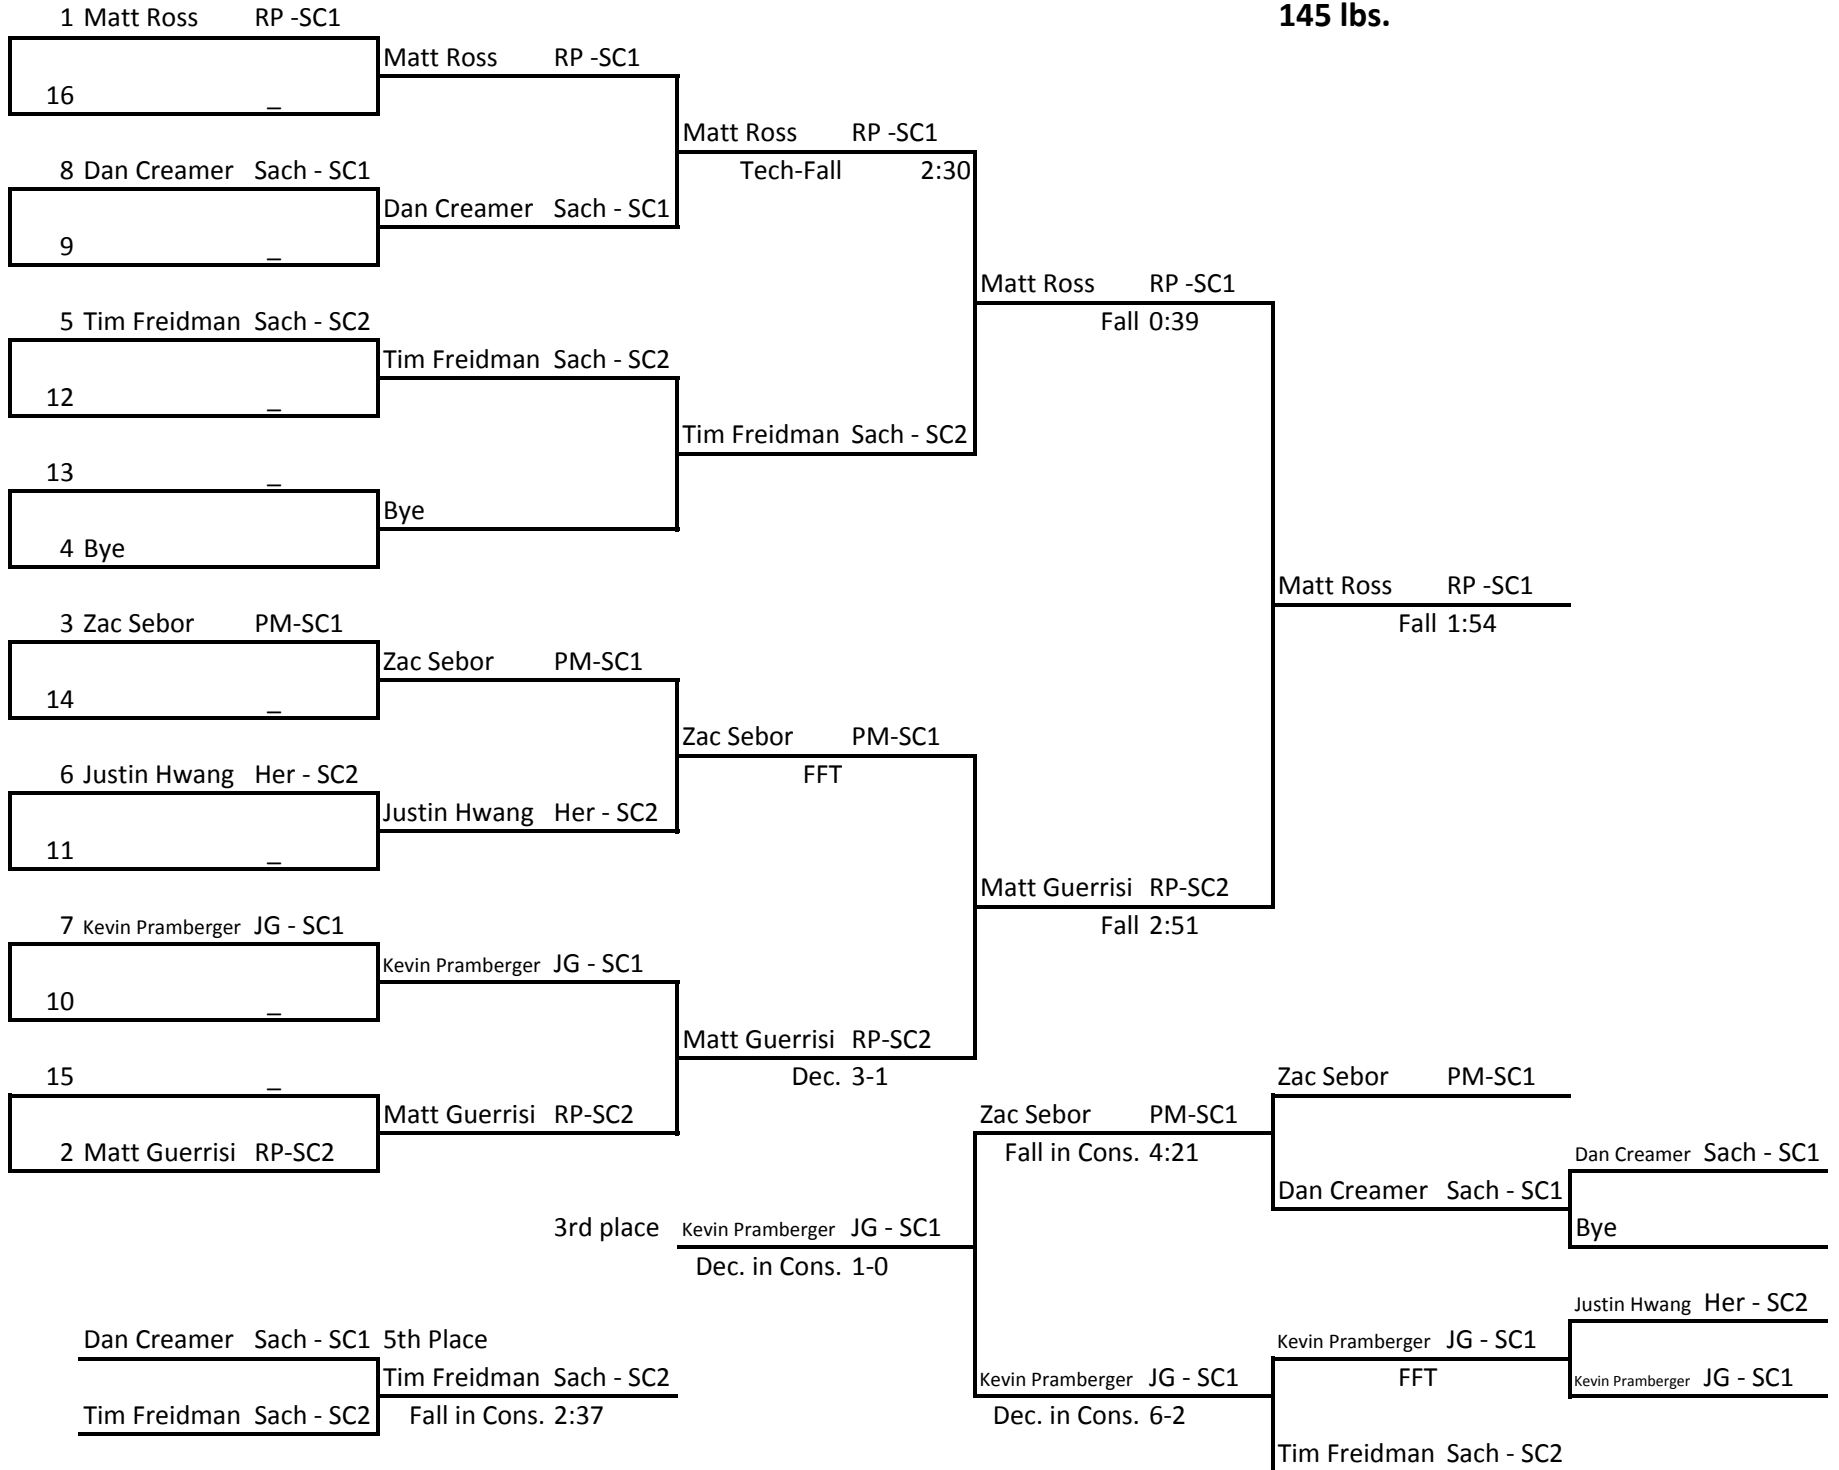 1 Matt Ross RP -SC1 145 lbs.
Matt Ross RP -SC1
16 _
Matt Ross RP -SC1
8 Dan Creamer Sach - SC1 Tech-Fall 2:30
Dan Creamer Sach - SC1
9 _
Matt Ross RP -SC1
5 Tim Freidman Sach - SC2 Fall 0:39
Tim Freidman Sach - SC2
12 _
Tim Freidman Sach - SC2
13 _
Bye
4 Bye
Matt Ross RP -SC1
3 Zac Sebor PM-SC1 Fall 1:54
Zac Sebor PM-SC1
14 _
Zac Sebor PM-SC1
6 Justin Hwang Her - SC2 FFT
Justin Hwang Her - SC2
11 _
Matt Guerrisi RP-SC2
7 Kevin Pramberger JG - SC1 Fall 2:51
Kevin Pramberger JG - SC1
10 _
Matt Guerrisi RP-SC2
15 _ Dec. 3-1 Zac Sebor PM-SC1
Matt Guerrisi RP-SC2 Zac Sebor PM-SC1
2 Matt Guerrisi RP-SC2 Fall in Cons. 4:21 Dan Creamer Sach - SC1
Dan Creamer Sach - SC1
3rd place Kevin Pramberger JG - SC1 Bye
Dec. in Cons. 1-0
Justin Hwang Her - SC2
Dan Creamer Sach - SC1 5th Place Kevin Pramberger JG - SC1
Tim Freidman Sach - SC2 Kevin Pramberger JG - SC1 FFT Kevin Pramberger JG - SC1
Tim Freidman Sach - SC2 Fall in Cons. 2:37 Dec. in Cons. 6-2
Tim Freidman Sach - SC2